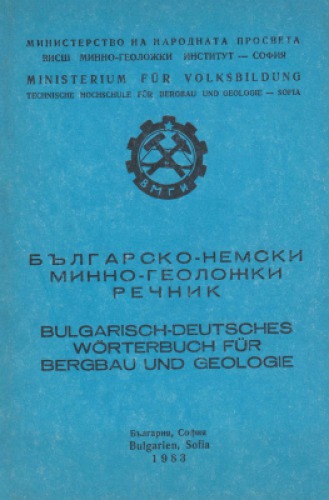 МИНИСТЕРСТВО НА НАРОДНАТА ПРОСВЕТА
ВИСШ МИННО-ГЕОЛОЖКИ ИНСТИТУТ — СОФИЯ
MINISTERIUM FÜR VOLKSBILDUNG
TECHNISCHE HOCHSCHULE FÜR BERGBAU UND GEOLOGIE — SOFIA
ВМГИ
БЪЛГАРСКО-НЕМСКИ
МИННО-ГЕОЛОЖКИ
РЕЧНИК
BULGARISCH-DEUTSCHES
WÖRTERBUCH FÜR
BERGBAU UND GEOLOGIE
България, София
Bulgarien, Sofia
1983